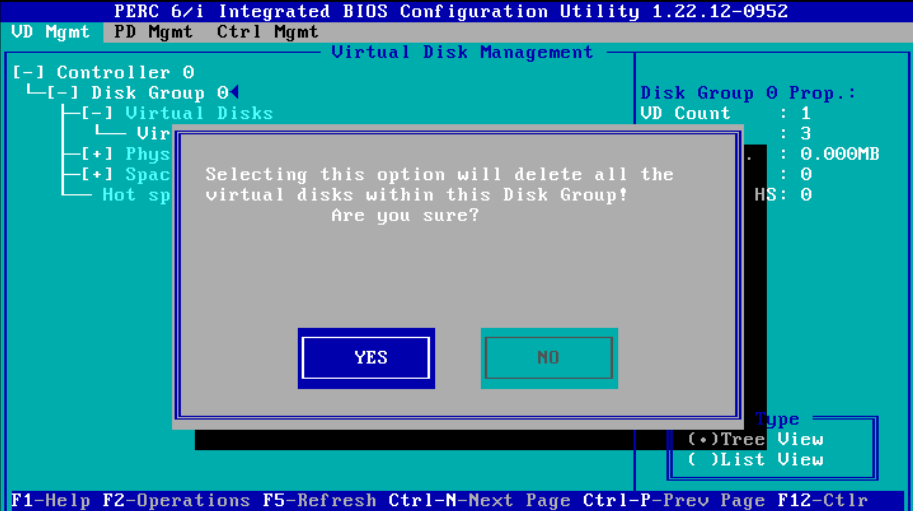 PERC 6/i Integrated BIOS Configuration Utility 1.22.12-0952
VD Mgmt PD Mgmt Ctrl Mgmt
Virtual Disk Management
[-] Controller 0
[-] Disk Group 0
[-] Virtual Disks
Vir
[+] Phys
[+] Spac
Hot sp
Selecting this option will delete all the
virtual disks within this Disk Group!
Are you sure?
YES NO
Disk Group 0 Prop.:
VD Count : 1
: 3
. : 0.000MB
: 0
HS: 0
Type
(•)Tree View
( )List View
F1-Help F2-Operations F5-Refresh Ctrl-N-Next Page Ctrl-P-Prev Page F12-Ctlr